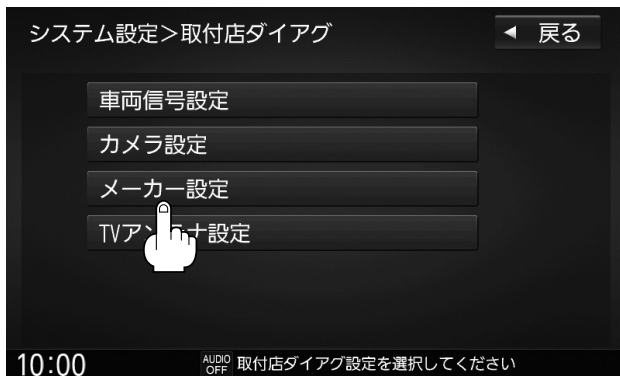 システム設定＞取付店ダイアグ
◀ 戻る
車両信号設定
カメラ設定
メーカー設定
TVア ナ設定
10:00
AUDIO
OFF
取付店ダイアグ設定を選択してください